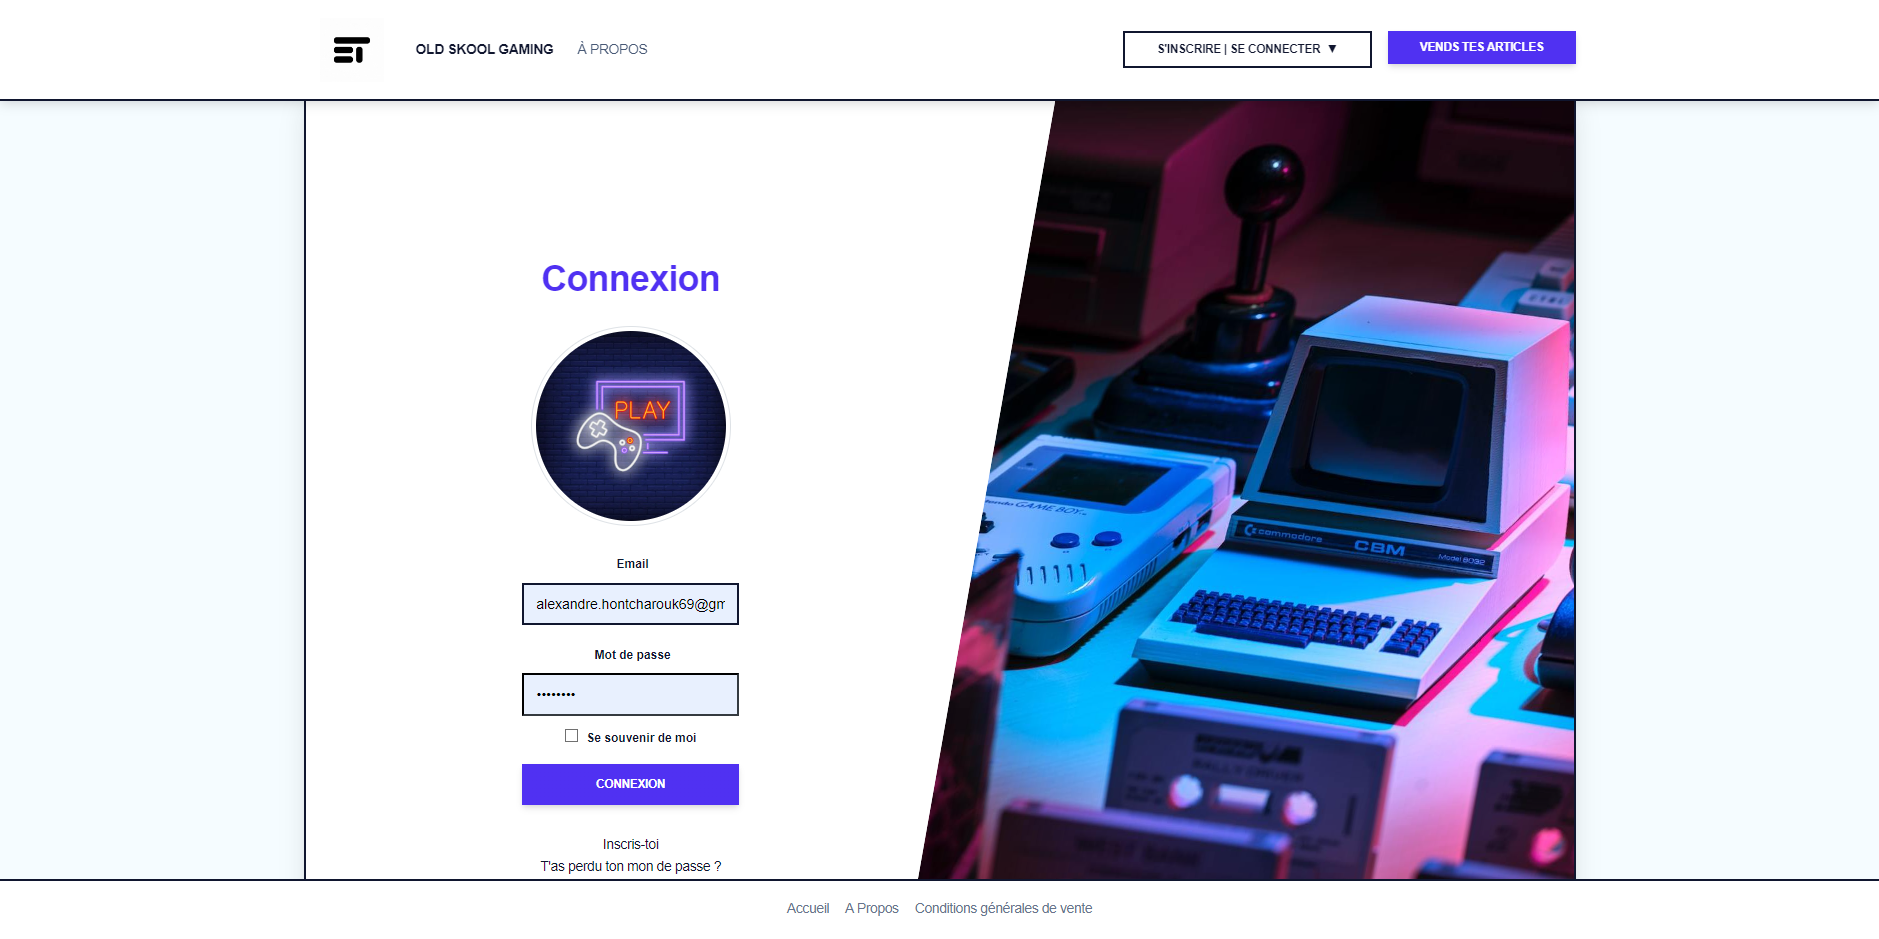 OLD SKOOL GAMING
À PROPOS
S'INSCRIRE | SE CONNECTER ▼
VENDS TES ARTICLES
Connexion
PLAY
Email
alexandre.hontcharouk69@gm
Mot de passe
••••••••
Se souvenir de moi
CONNEXION
Inscris-toi
T'as perdu ton mon de passe ?
GAME BOY
commodore
CBM
Model 8032
Accueil
A Propos
Conditions générales de vente